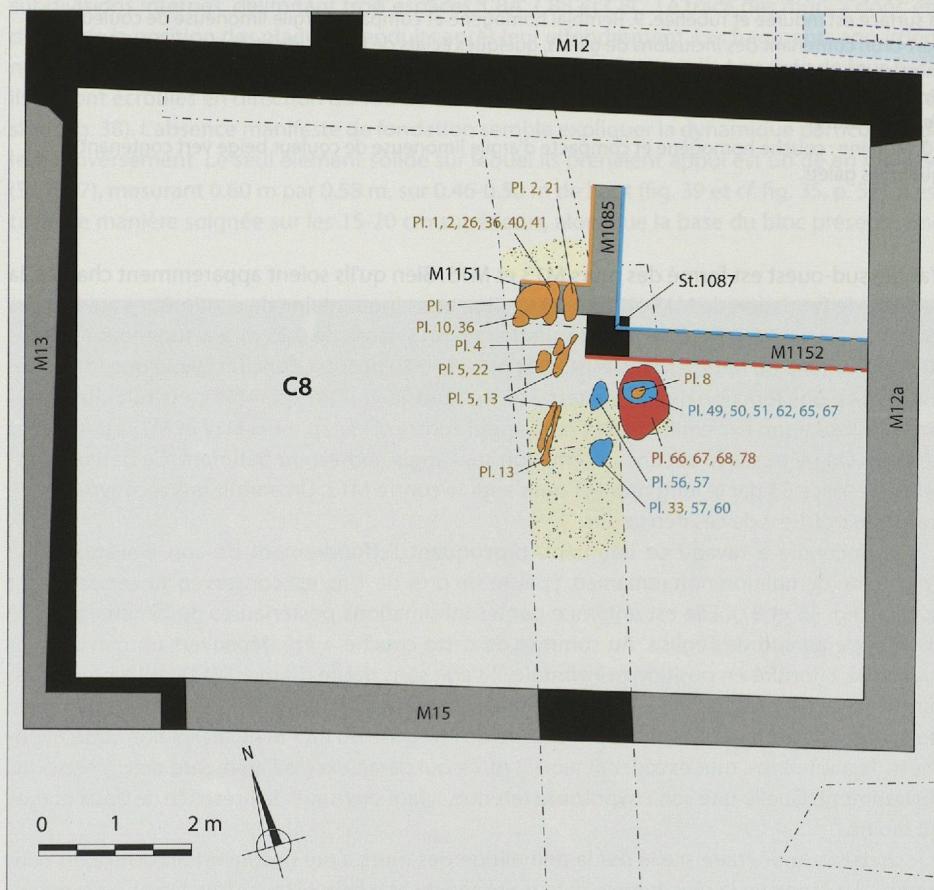 M12
Pl. 2, 21
Pl. 1, 2, 26, 36, 40, 41
M1085
M1151
St.1087
Pl. 1
Pl. 10, 36
Pl. 4
M1152
M13
Pl. 5, 22
Pl. 8
C8
Pl. 5, 13
Pl. 49, 50, 51, 62, 65, 67
M12a
Pl. 66, 67, 68, 78
Pl. 13
Pl. 56, 57
Pl. 33, 57, 60
M15
N
0 1 2 m